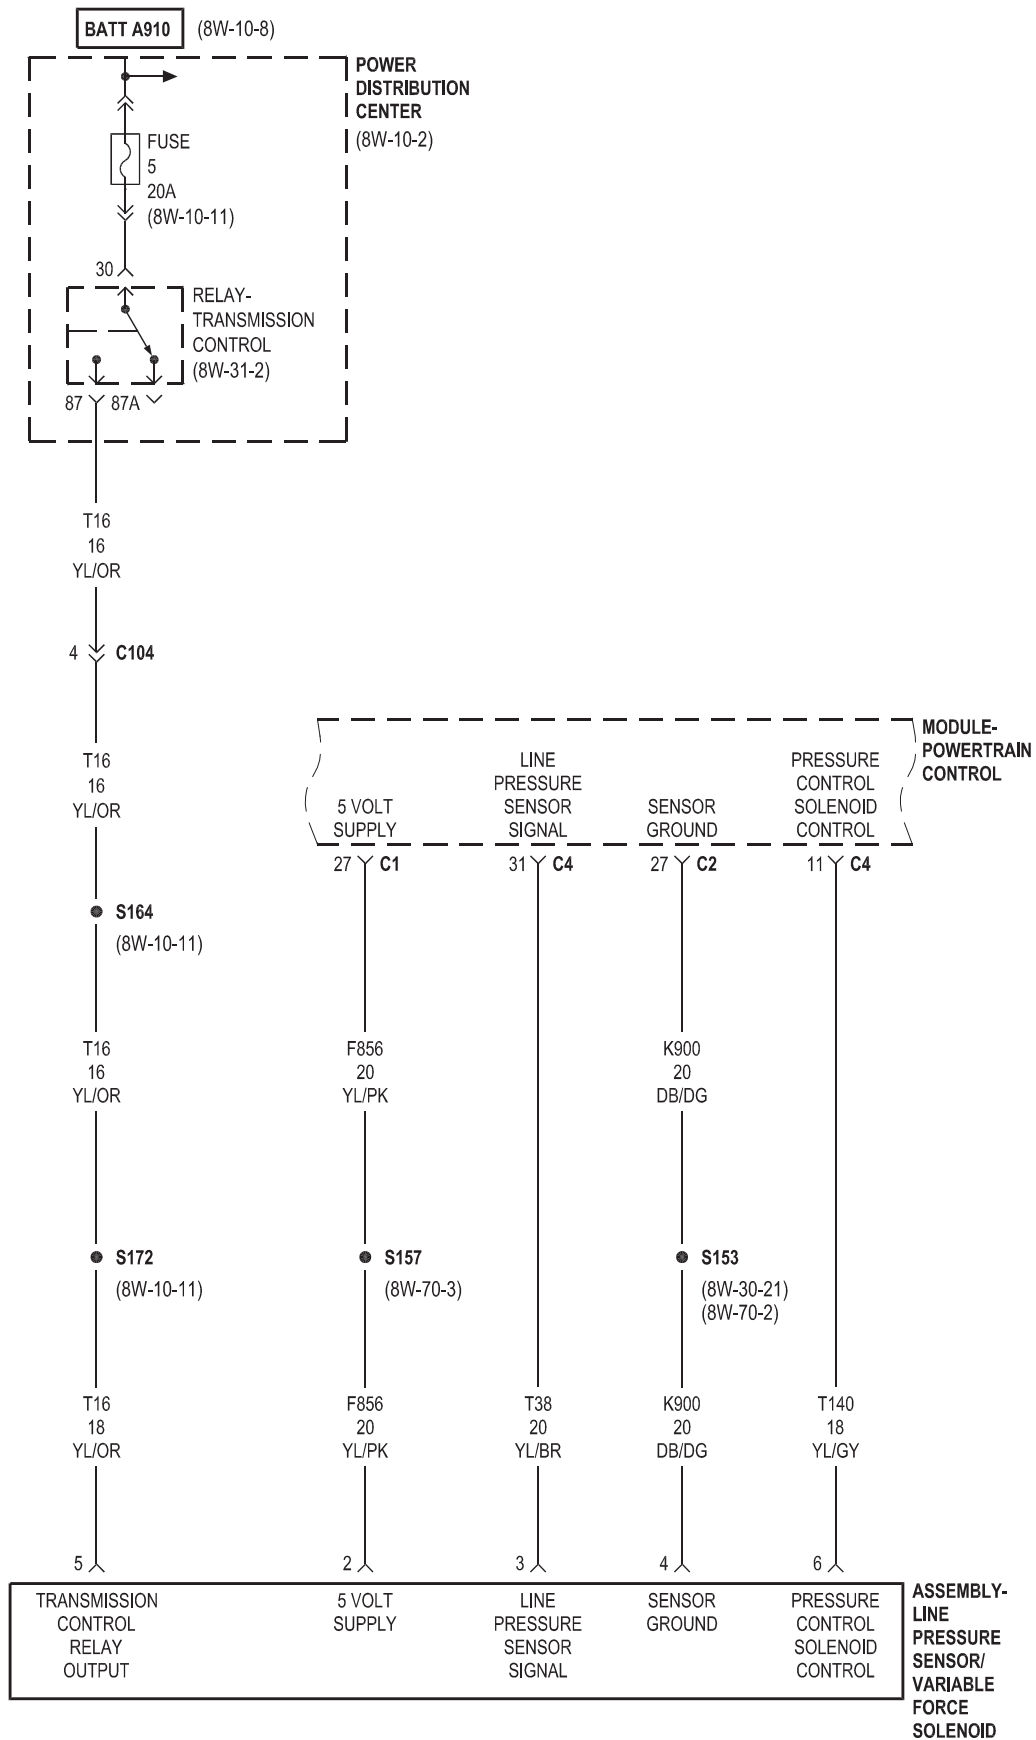 BATT A910 (8W-10-8)
POWER
DISTRIBUTION
CENTER
(8W-10-2)
FUSE
5
20A
(8W-10-11)
30
RELAY-
TRANSMISSION
CONTROL
(8W-31-2)
87 87A
T16
16
YL/OR
4 C104
T16
16
YL/OR
MODULE-
POWERTRAIN
CONTROL
5 VOLT
SUPPLY
LINE
PRESSURE
SENSOR
SIGNAL
SENSOR
GROUND
PRESSURE
CONTROL
SOLENOID
CONTROL
27 C1 31 C4 27 C2 11 C4
S164
(8W-10-11)
T16
16
YL/OR
F856
20
YL/PK
K900
20
DB/DG
S172
(8W-10-11)
S157
(8W-70-3)
S153
(8W-30-21)
(8W-70-2)
T16
18
YL/OR
F856
20
YL/PK
T38
20
YL/BR
K900
20
DB/DG
T140
18
YL/GY
5 2 3 4 6
TRANSMISSION
CONTROL
RELAY
OUTPUT
5 VOLT
SUPPLY
LINE
PRESSURE
SENSOR
SIGNAL
SENSOR
GROUND
PRESSURE
CONTROL
SOLENOID
CONTROL
ASSEMBLY-
LINE
PRESSURE
SENSOR/
VARIABLE
FORCE
SOLENOID